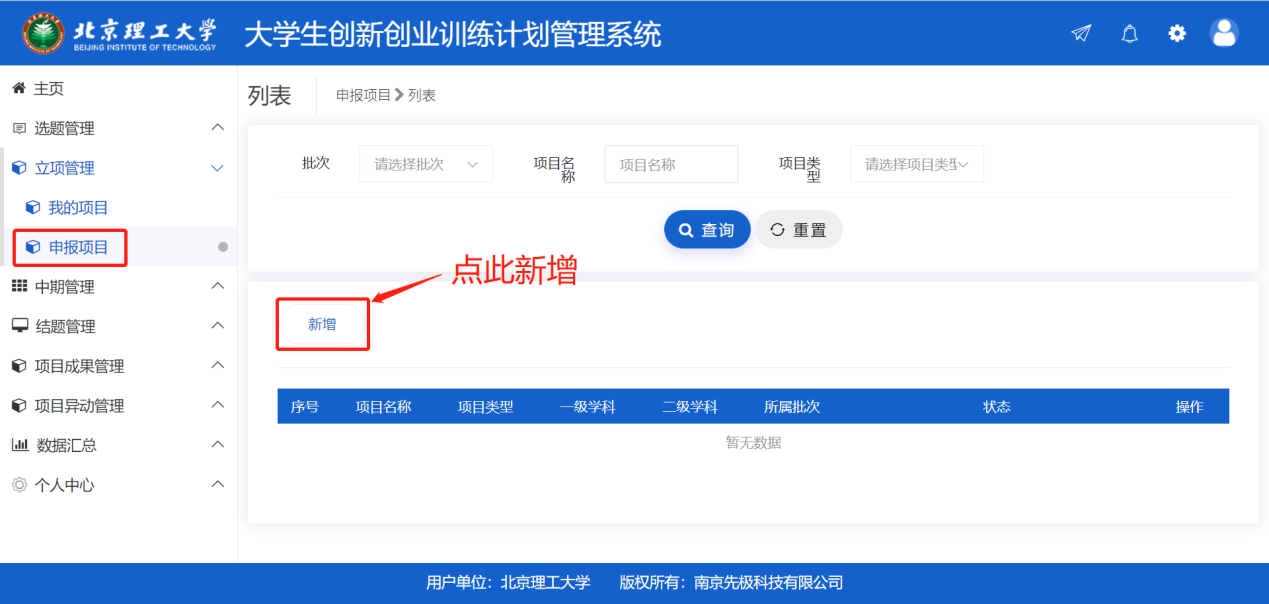 北京理工大学
BEIJING INSTITUTE OF TECHNOLOGY
大学生创新创业训练计划管理系统
主页
选题管理
立项管理
我的项目
申报项目
中期管理
结题管理
项目成果管理
项目异动管理
数据汇总
个人中心
列表
申报项目 列表
批次 请选择批次
项目名
称
项目名称
项目类
型
请选择项目类型
查询 重置
点此新增
新增
序号 项目名称 项目类型 一级学科 二级学科 所属批次 状态 操作
暂无数据
用户单位：北京理工大学 版权所有：南京先极科技有限公司